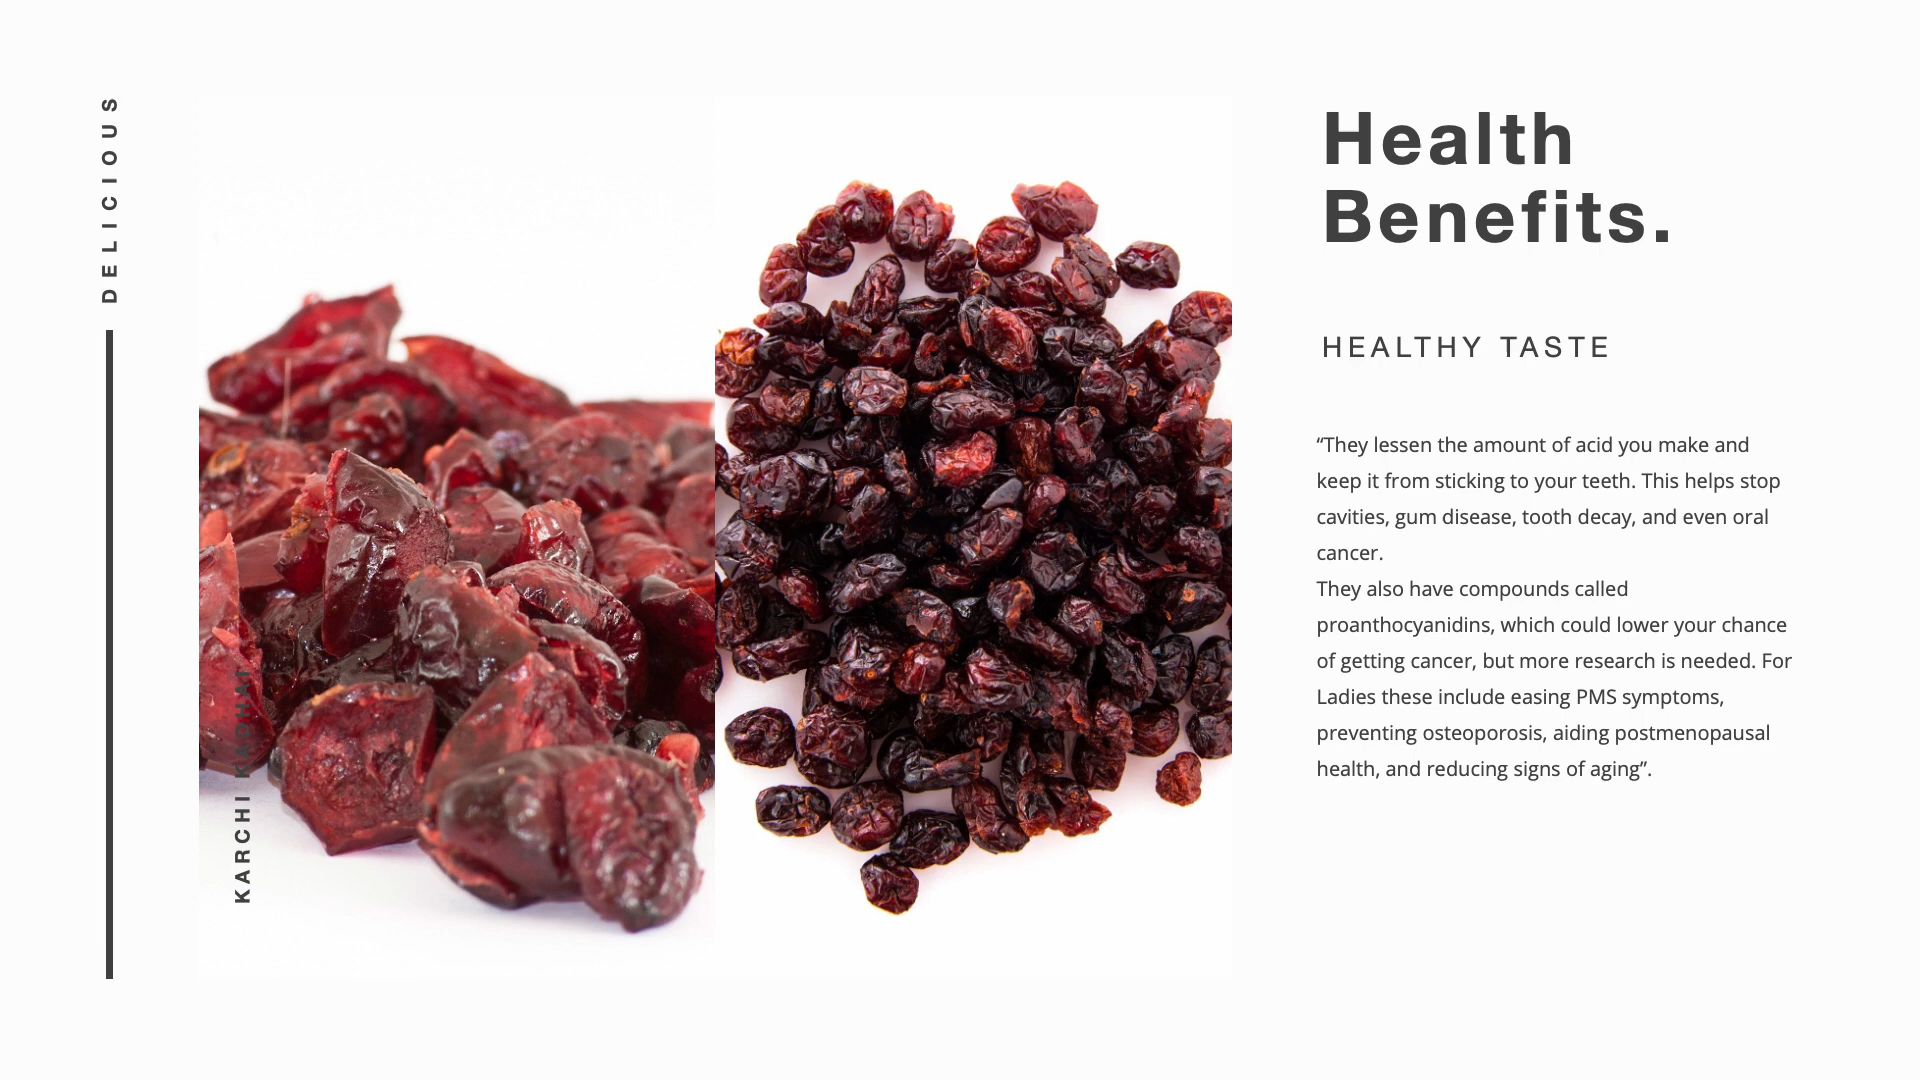 DELICIOUS
KARCHI KADHAI
Health
Benefits.
HEALTHY TASTE
“They lessen the amount of acid you make and
keep it from sticking to your teeth. This helps stop
cavities, gum disease, tooth decay, and even oral
cancer.
They also have compounds called
proanthocyanidins, which could lower your chance
of getting cancer, but more research is needed. For
Ladies these include easing PMS symptoms,
preventing osteoporosis, aiding postmenopausal
health, and reducing signs of aging”.